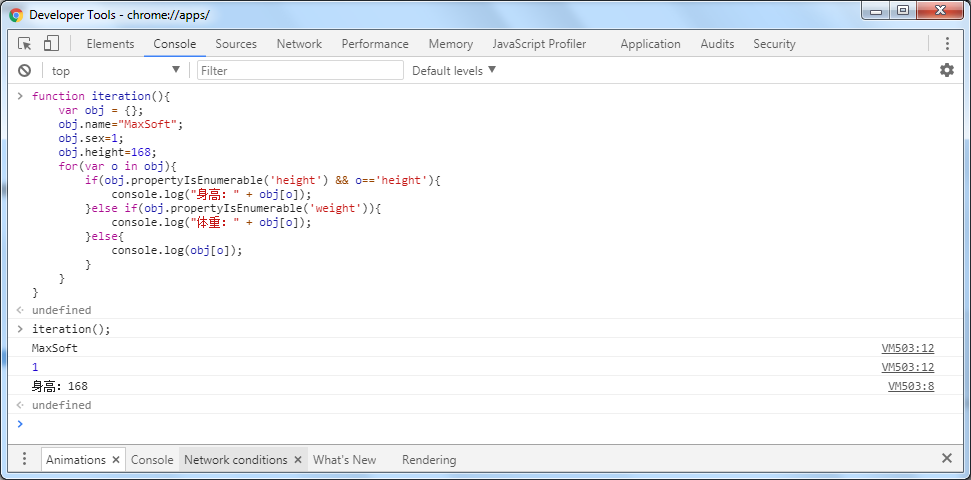 Developer Tools - chrome://apps/
Elements Console Sources Network Performance Memory JavaScript Profiler Application Audits Security
top ▼ Filter Default levels ▼
> function iteration(){
var obj = {};
obj.name="MaxSoft";
obj.sex=1;
obj.height=168;
for(var o in obj){
if(obj.propertyIsEnumerable('height') && o=='height'){
console.log("身高：" + obj[o]);
}else if(obj.propertyIsEnumerable('weight')){
console.log("体重：" + obj[o]);
}else{
console.log(obj[o]);
}
}
}
undefined
> iteration();
MaxSoft VM503:12
1 VM503:12
身高：168 VM503:8
undefined
>
Animations × Console Network conditions × What's New Rendering ×